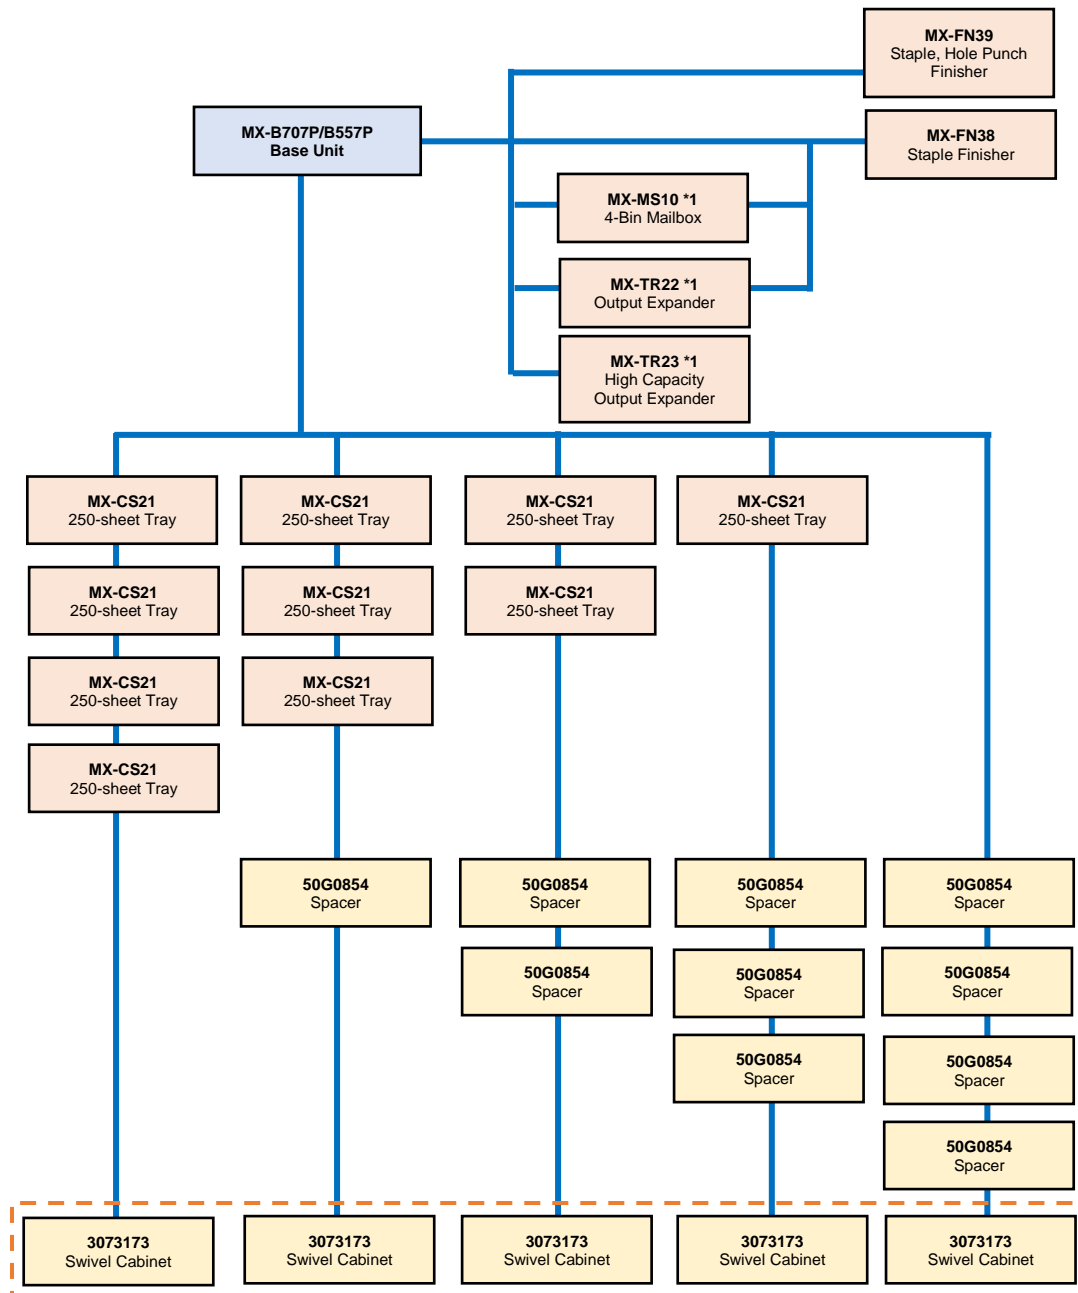 MX-FN39
Staple, Hole Punch
Finisher
MX-B707P/B557P
Base Unit
MX-FN38
Staple Finisher
MX-MS10 *1
4-Bin Mailbox
MX-TR22 *1
Output Expander
MX-TR23 *1
High Capacity
Output Expander
MX-CS21
250-sheet Tray
MX-CS21
250-sheet Tray
MX-CS21
250-sheet Tray
MX-CS21
250-sheet Tray
MX-CS21
250-sheet Tray
MX-CS21
250-sheet Tray
MX-CS21
250-sheet Tray
MX-CS21
250-sheet Tray
MX-CS21
250-sheet Tray
MX-CS21
250-sheet Tray
50G0854
Spacer
50G0854
Spacer
50G0854
Spacer
50G0854
Spacer
50G0854
Spacer
50G0854
Spacer
50G0854
Spacer
50G0854
Spacer
50G0854
Spacer
50G0854
Spacer
3073173
Swivel Cabinet
3073173
Swivel Cabinet
3073173
Swivel Cabinet
3073173
Swivel Cabinet
3073173
Swivel Cabinet